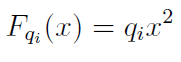 F_{q_i}(x) = q_i x^2